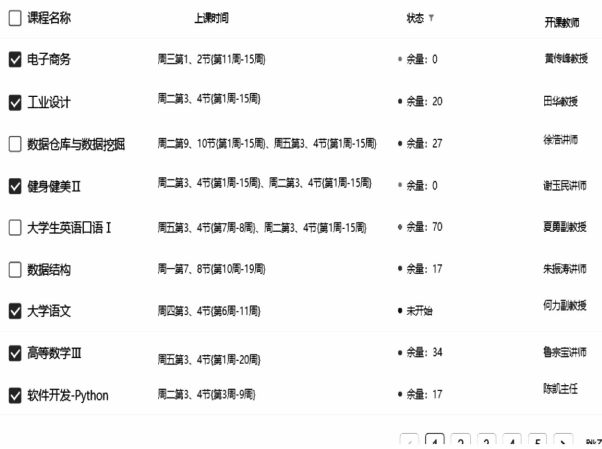 课程名称 上课时间 状态 开课教师
电子商务 周三第1、2节(第11周-15周) 余量：0 黄传峰教授
工业设计 周二第3、4节(第1周-15周) 余量：20 田华教授
数据仓库与数据挖掘 周二第9、10节(第1周-15周)、周五第3、4节(第1周-15周) 余量：27 徐浩讲师
健身健美Ⅱ 周二第3、4节(第1周-15周)、周二第3、4节(第1周-15周) 余量：0 谢玉民讲师
大学生英语口语Ⅰ 周五第3、4节(第7周-8周)、周二第3、4节(第1周-15周) 余量：70 夏勇副教授
数据结构 周一第7、8节(第10周-19周) 余量：17 朱振涛讲师
大学语文 周四第3、4节(第6周-11周) 未开始 何力副教授
高等数学Ⅲ 周五第3、4节(第1周-20周) 余量：34 鲁宗宝讲师
软件开发-Python 周二第3、4节(第3周-9周) 余量：17 陈凯主任
1 2 3 4 5